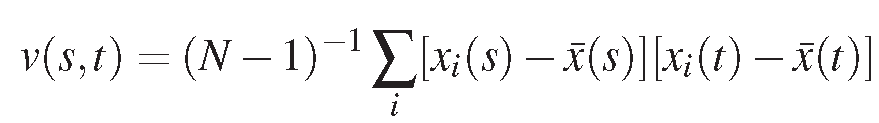 v(s,t) = (N − 1)⁻¹ ∑ᵢ [xᵢ(s) − x̄(s)][xᵢ(t) − x̄(t)]